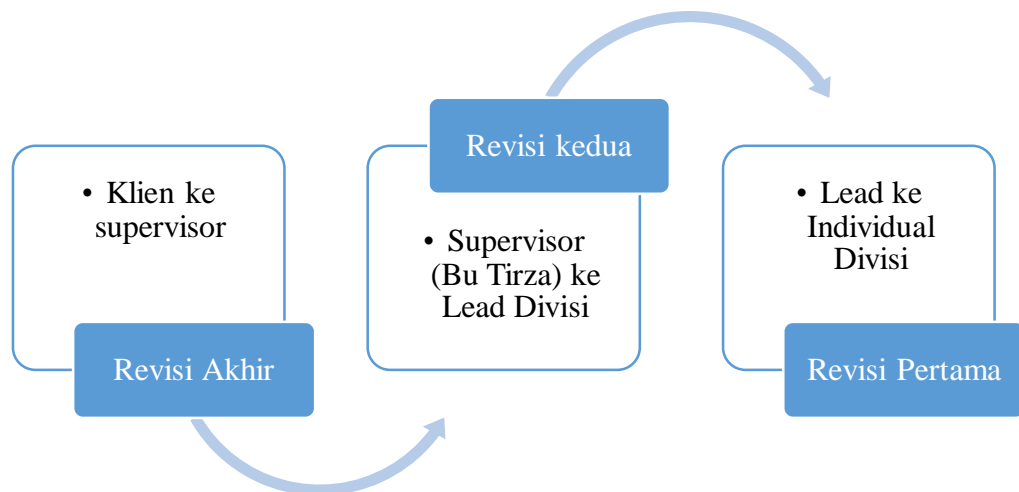 • Klien ke
supervisor
Revisi Akhir
Revisi kedua
• Supervisor
(Bu Tirza) ke
Lead Divisi
• Lead ke
Individual
Divisi
Revisi Pertama